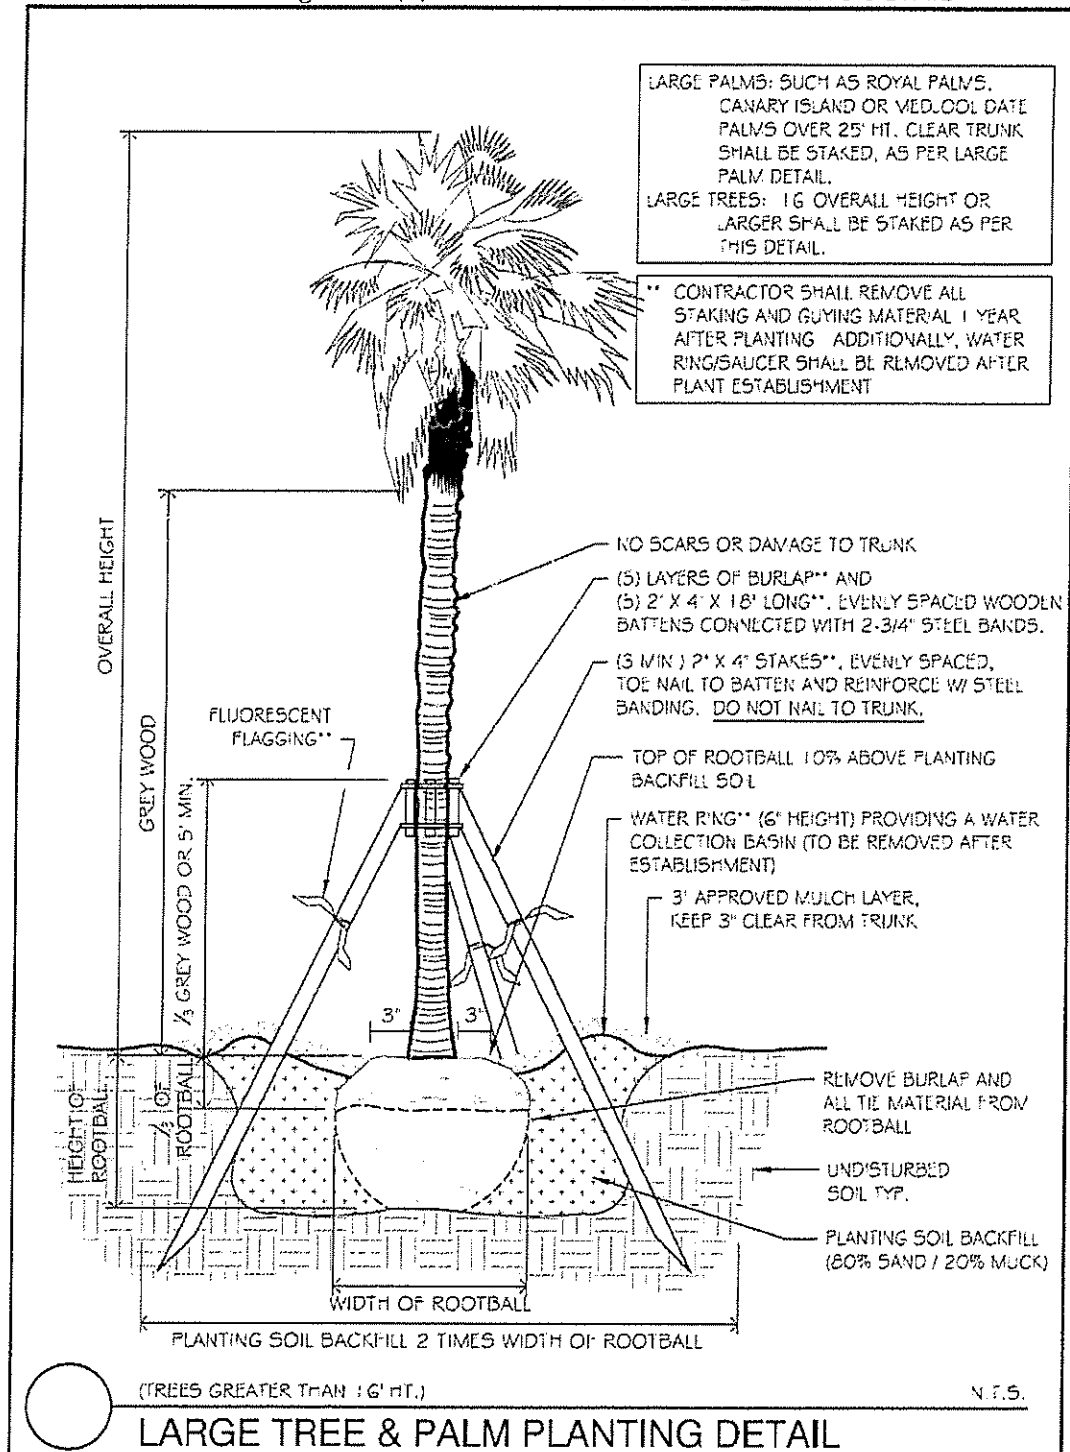 LARGE PALMS: SUCH AS ROYAL PALMS,
CANARY ISLAND OR MEDJOOL DATE
PALMS OVER 25' HT. CLEAR TRUNK
SHALL BE STAKED, AS PER LARGE
PALM DETAIL.
LARGE TREES: 16 OVERALL HEIGHT OR
LARGER SHALL BE STAKED AS PER
THIS DETAIL.
** CONTRACTOR SHALL REMOVE ALL
STAKING AND GUYING MATERIAL 1 YEAR
AFTER PLANTING ADDITIONALLY, WATER
RING/SAUCER SHALL BE REMOVED AFTER
PLANT ESTABLISHMENT
OVERALL HEIGHT
GREY WOOD
⅓ GREY WOOD OR 5' MIN.
FLUORESCENT
FLAGGING**
NO SCARS OR DAMAGE TO TRUNK
(5) LAYERS OF BURLAP** AND
(5) 2" X 4" X 18" LONG**, EVENLY SPACED WOODEN
BATTENS CONNECTED WITH 2-3/4" STEEL BANDS.
(3 MIN.) 2" X 4" STAKES**, EVENLY SPACED,
TOE NAIL TO BATTEN AND REINFORCE W/ STEEL
BANDING. DO NOT NAIL TO TRUNK.
TOP OF ROOTBALL 10% ABOVE PLANTING
BACKFILL SOIL
WATER RING** (6" HEIGHT) PROVIDING A WATER
COLLECTION BASIN (TO BE REMOVED AFTER
ESTABLISHMENT)
3" APPROVED MULCH LAYER,
KEEP 3" CLEAR FROM TRUNK
3" 3"
HEIGHT OF
ROOTBALL
⅓ OF
ROOTBALL
REMOVE BURLAP AND
ALL TIE MATERIAL FROM
ROOTBALL
UNDISTURBED
SOIL TYP.
PLANTING SOIL BACKFILL
(80% SAND / 20% MUCK)
WIDTH OF ROOTBALL
PLANTING SOIL BACKFILL 2 TIMES WIDTH OF ROOTBALL
(TREES GREATER THAN 16' HT.)
N.T.S.
LARGE TREE & PALM PLANTING DETAIL